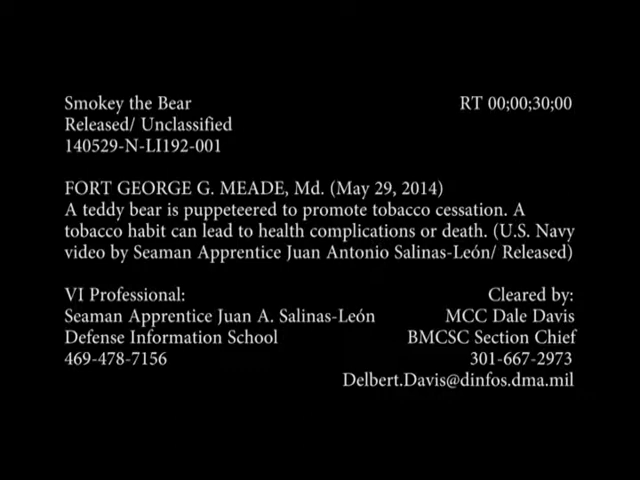 Smokey the Bear RT 00;00;30;00
Released/ Unclassified
140529-N-LI192-001
FORT GEORGE G. MEADE, Md. (May 29, 2014)
A teddy bear is puppeteered to promote tobacco cessation. A
tobacco habit can lead to health complications or death. (U.S. Navy
video by Seaman Apprentice Juan Antonio Salinas-León/ Released)
VI Professional: Cleared by:
Seaman Apprentice Juan A. Salinas-León MCC Dale Davis
Defense Information School BMCSC Section Chief
469-478-7156 301-667-2973
Delbert.Davis@dinfos.dma.mil